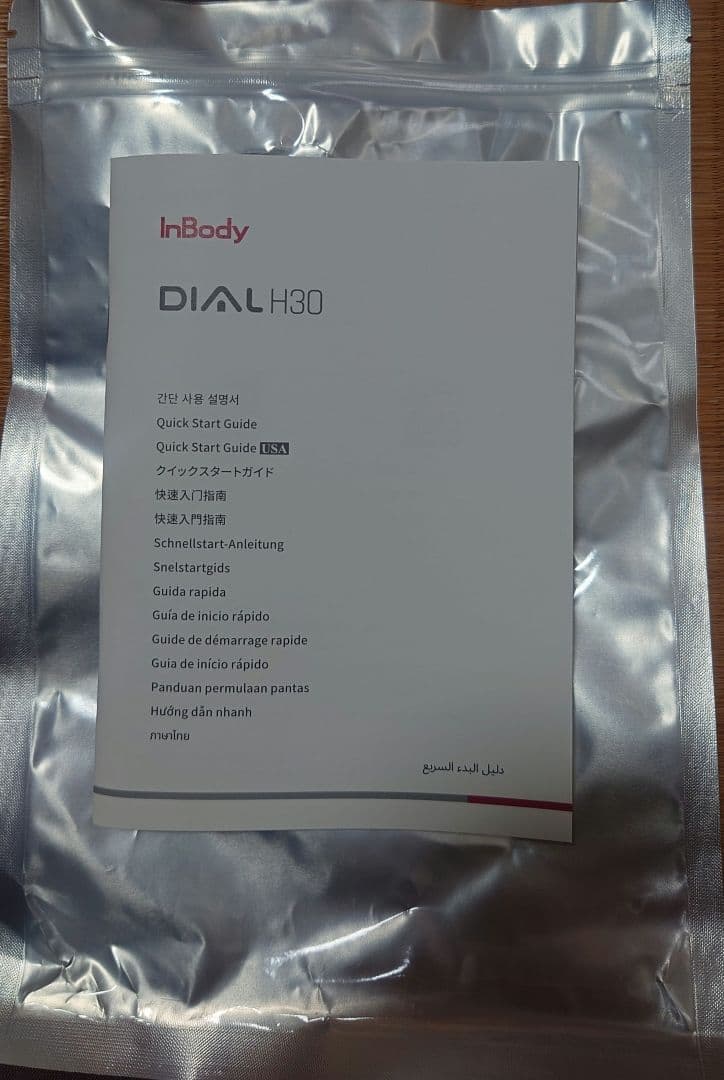 InBody
DIAL H30
간단 사용 설명서
Quick Start Guide
Quick Start Guide USA
クイックスタートガイド
快速入门指南
快速入門指南
Schnellstart-Anleitung
Snelstartgids
Guida rapida
Guía de inicio rápido
Guide de démarrage rapide
Guia de início rápido
Panduan permulaan pantas
Hướng dẫn nhanh
ภาษาไทย
دليل البدء السريع